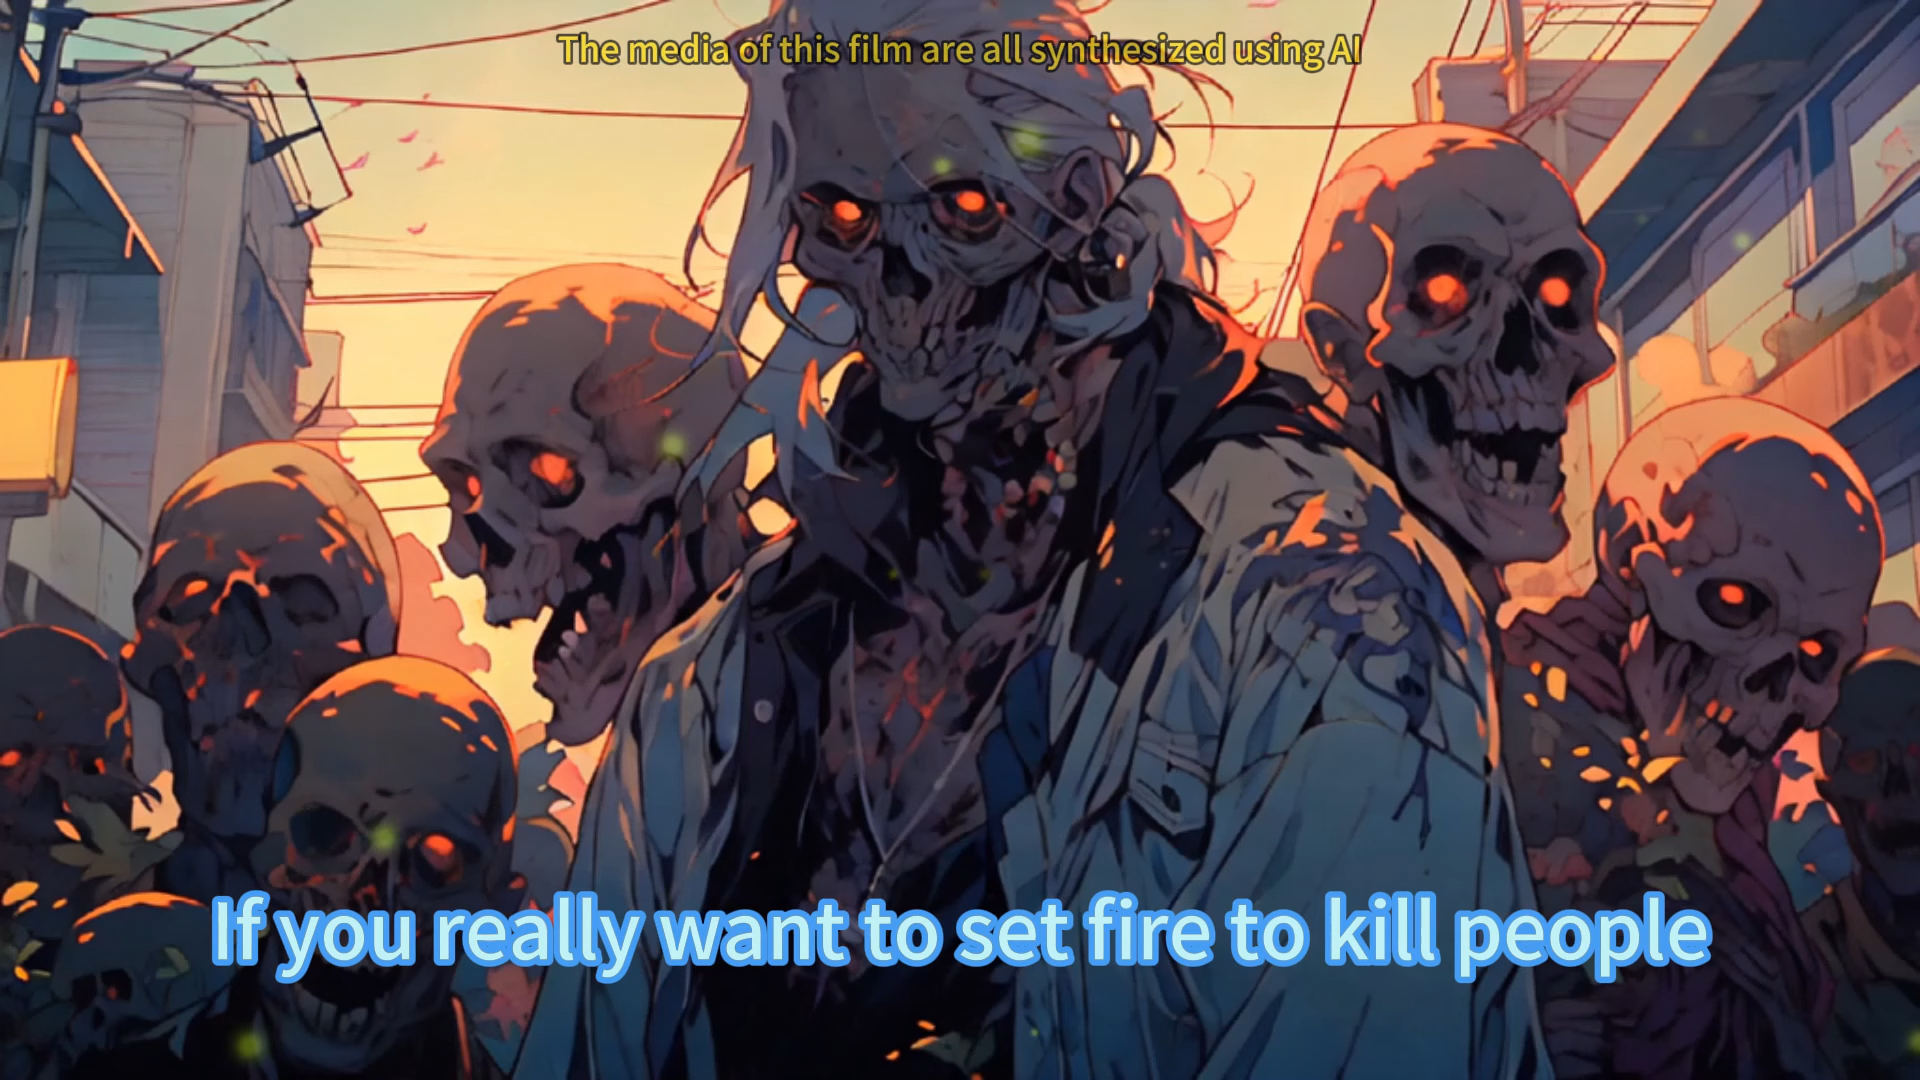 The media of this film are all synthesized using AI
If you really want to set fire to kill people